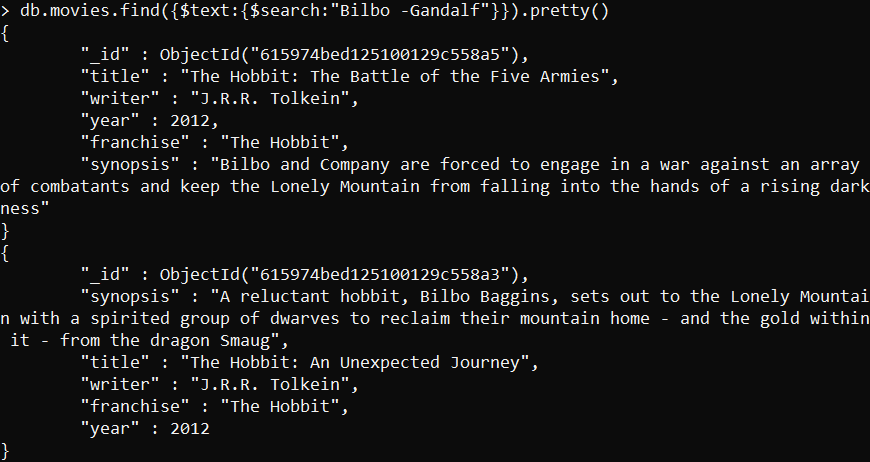 > db.movies.find({$text:{$search:"Bilbo -Gandalf"}}).pretty()
{
        "_id" : ObjectId("615974bed125100129c558a5"),
        "title" : "The Hobbit: The Battle of the Five Armies",
        "writer" : "J.R.R. Tolkein",
        "year" : 2012,
        "franchise" : "The Hobbit",
        "synopsis" : "Bilbo and Company are forced to engage in a war against an array
of combatants and keep the Lonely Mountain from falling into the hands of a rising dark
ness"
}
{
        "_id" : ObjectId("615974bed125100129c558a3"),
        "synopsis" : "A reluctant hobbit, Bilbo Baggins, sets out to the Lonely Mountai
n with a spirited group of dwarves to reclaim their mountain home - and the gold within
 it - from the dragon Smaug",
        "title" : "The Hobbit: An Unexpected Journey",
        "writer" : "J.R.R. Tolkein",
        "franchise" : "The Hobbit",
        "year" : 2012
}